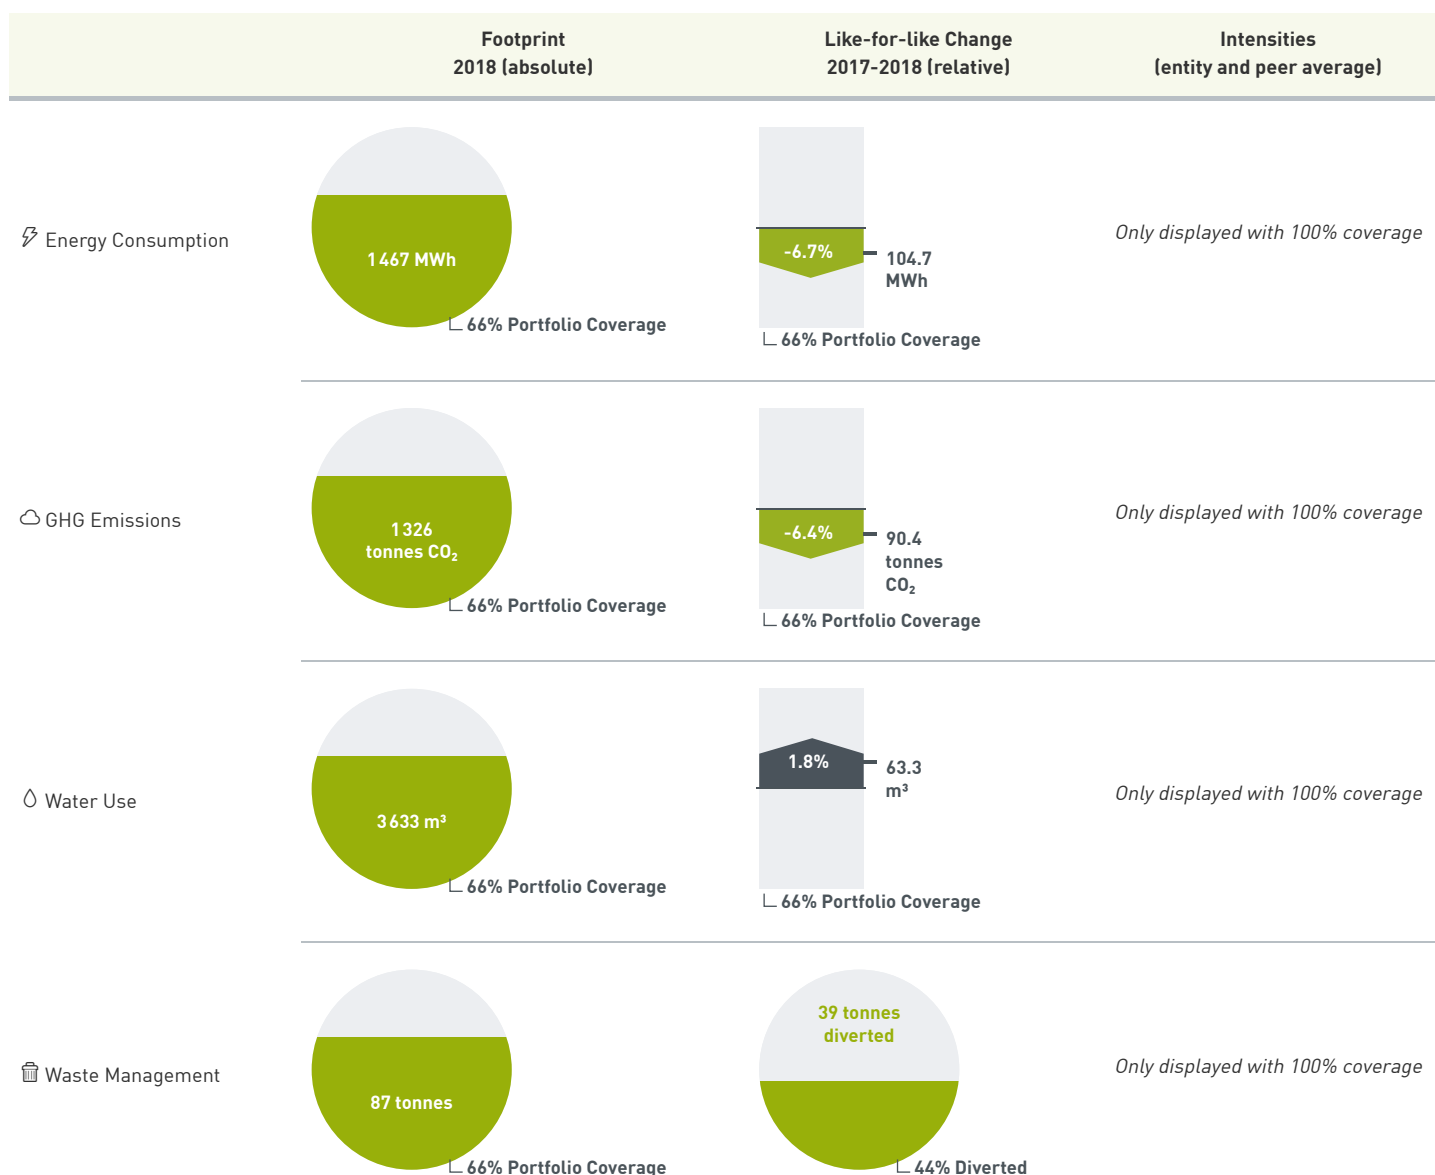 Footprint
2018 (absolute)
Like-for-like Change
2017-2018 (relative)
Intensities
(entity and peer average)
Energy Consumption
1 467 MWh
66% Portfolio Coverage
-6.7%
104.7
MWh
66% Portfolio Coverage
Only displayed with 100% coverage
GHG Emissions
1 326
tonnes CO₂
66% Portfolio Coverage
-6.4%
90.4
tonnes
CO₂
66% Portfolio Coverage
Only displayed with 100% coverage
Water Use
3 633 m³
66% Portfolio Coverage
1.8%
63.3
m³
66% Portfolio Coverage
Only displayed with 100% coverage
Waste Management
87 tonnes
66% Portfolio Coverage
39 tonnes
diverted
44% Diverted
Only displayed with 100% coverage